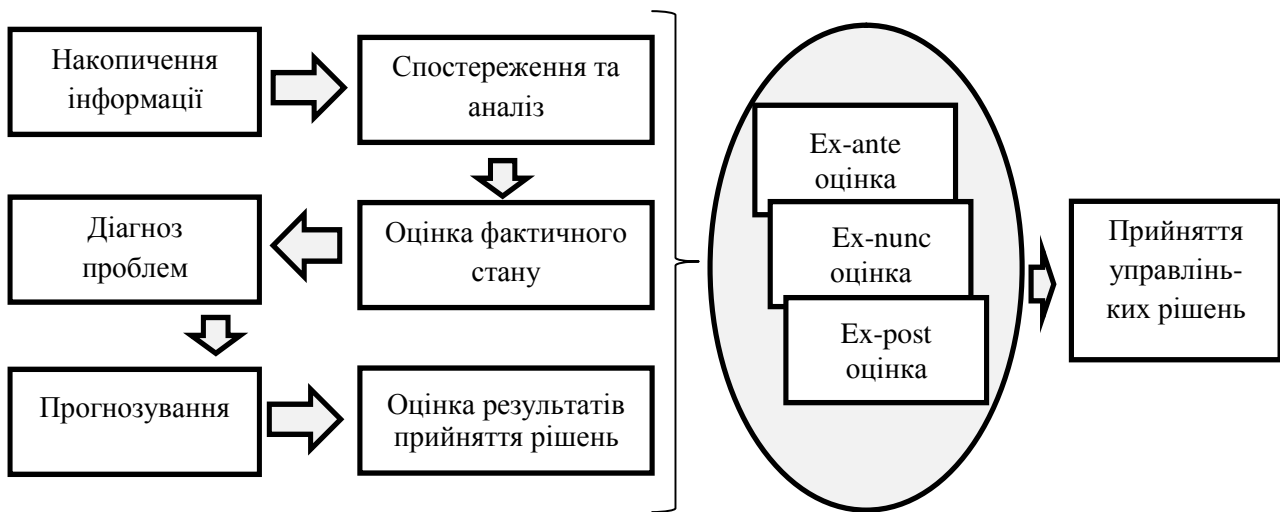 Накопичення
інформації
Спостереження та
аналіз
Діагноз
проблем
Оцінка фактичного
стану
Прогнозування
Оцінка результатів
прийняття рішень
Ex-ante
оцінка
Ex-nunc
оцінка
Ex-post
оцінка
Прийняття
управлінь-
ких рішень